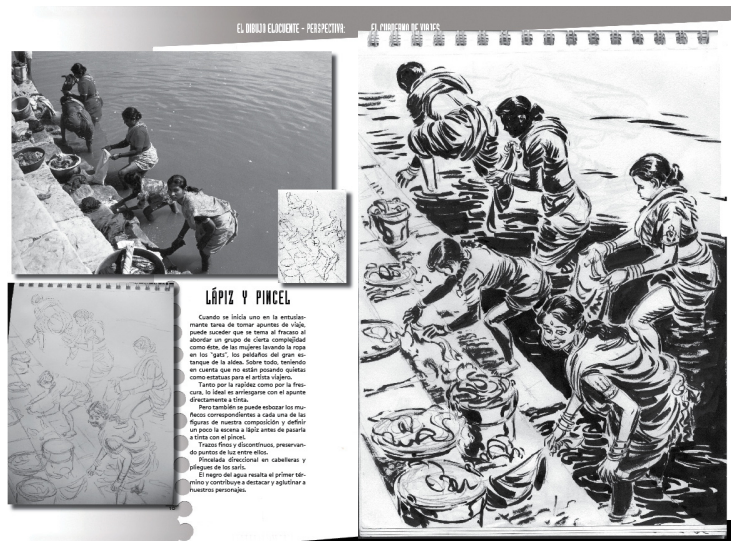 EL DIBUJO ELOCUENTE - PERSPECTIVA:
EL CUADERNO DE VIAJES
LÁPIZ Y PINCEL
Cuando se inicia uno en la entusias-
mante tarea de tomar apuntes de viaje,
puede suceder que se tema al fracaso al
abordar un grupo de cierta complejidad
como éste, de las mujeres lavando la ropa
en los "gats", los peldaños del gran es-
tanque de la aldea. Sobre todo, teniendo
en cuenta que no están posando quietas
como estatuas para el artista viajero.
Tanto por la rapidez como por la fres-
cura, lo ideal es arriesgarse con el apunte
directamente a tinta.
Pero también se puede esbozar los mu-
ñecos correspondientes a cada una de las
figuras de nuestra composición y definir
un poco la escena a lápiz antes de pasarla
a tinta con el pincel.
Trazos finos y discontínuos, preservan-
do puntos de luz entre ellos.
Pincelada direccional en cabelleras y
pliegues de los saris.
El negro del agua resalta el primer tér-
mino y contribuye a destacar y aglutinar a
nuestros personajes.